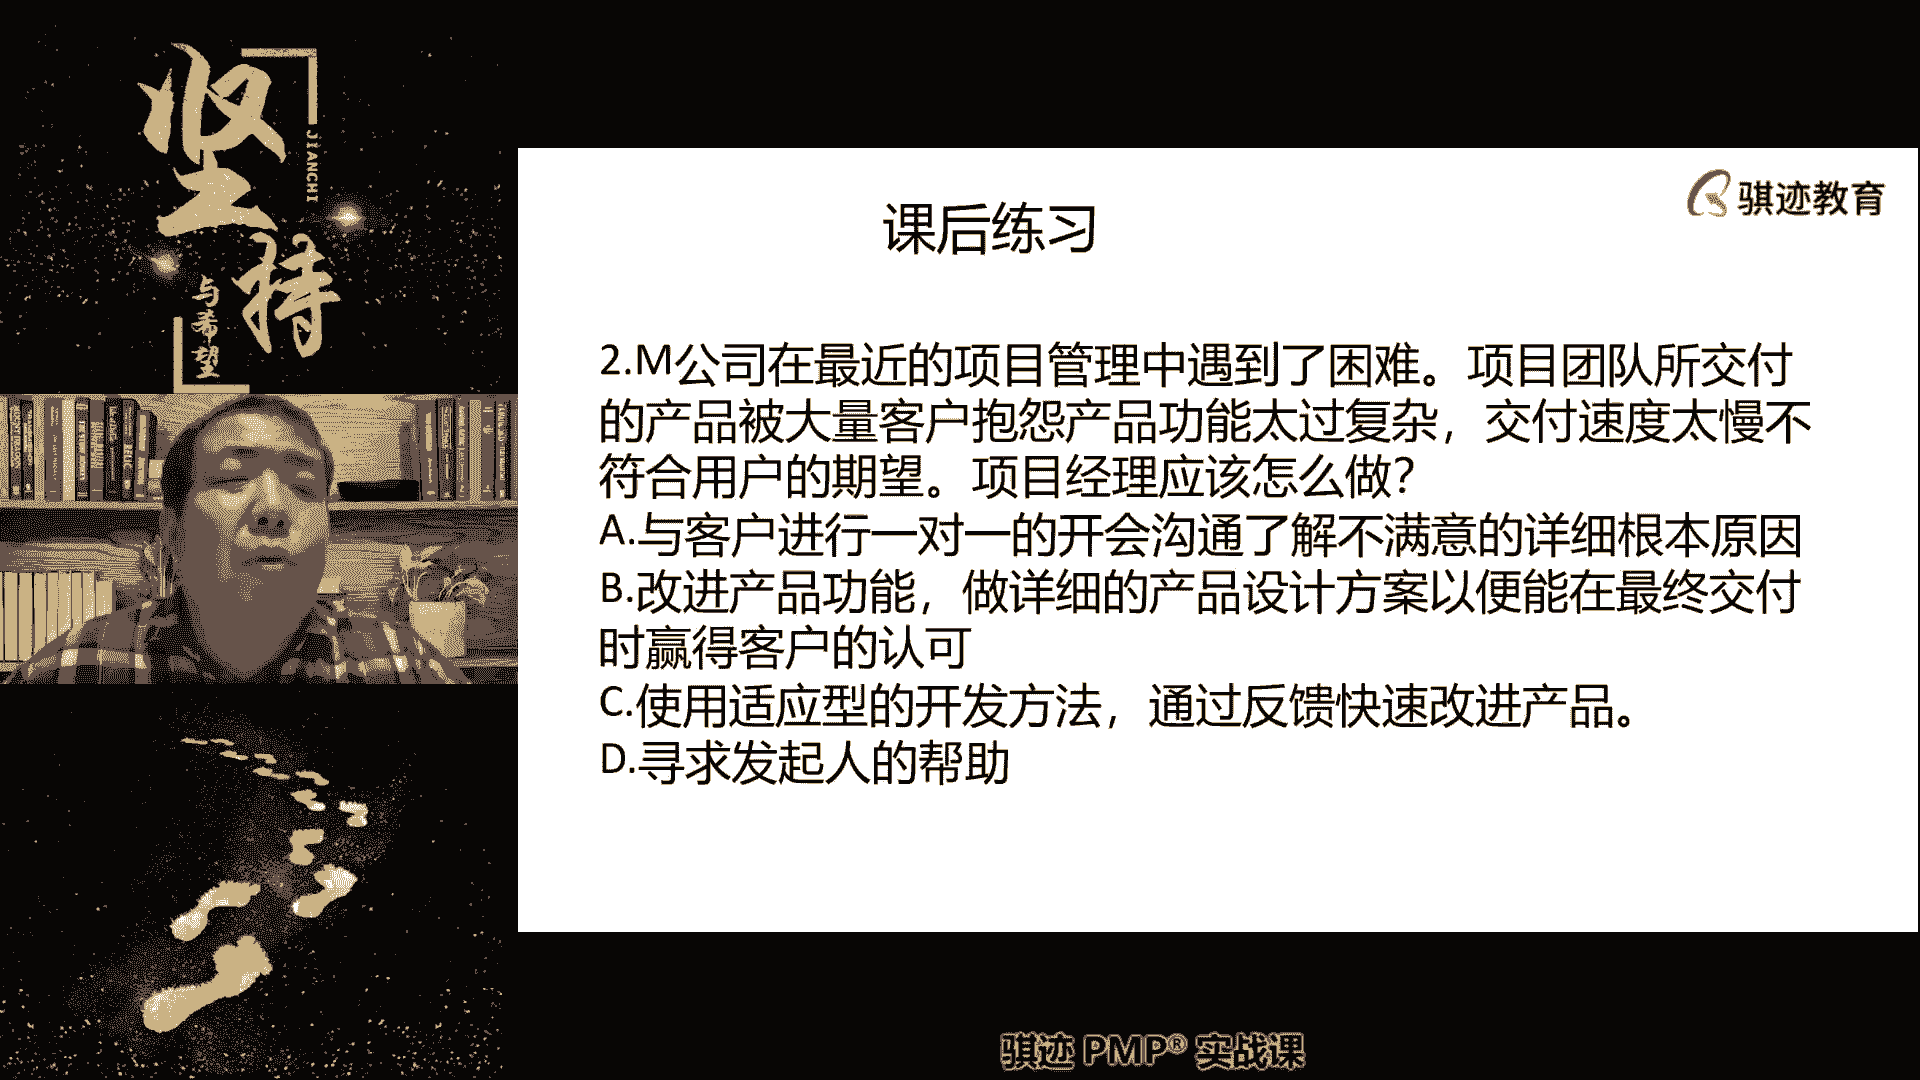 坚持
JIANCHI
与希望
骐迹教育
课后练习
2.M公司在最近的项目管理中遇到了困难。项目团队所交付
的产品被大量客户抱怨产品功能太过复杂，交付速度太慢不
符合用户的期望。项目经理应该怎么做？
A.与客户进行一对一的开会沟通了解不满意的详细根本原因
B.改进产品功能，做详细的产品设计方案以便能在最终交付
时赢得客户的认可
C.使用适应型的开发方法，通过反馈快速改进产品。
D.寻求发起人的帮助
骐迹 PMP® 实战课